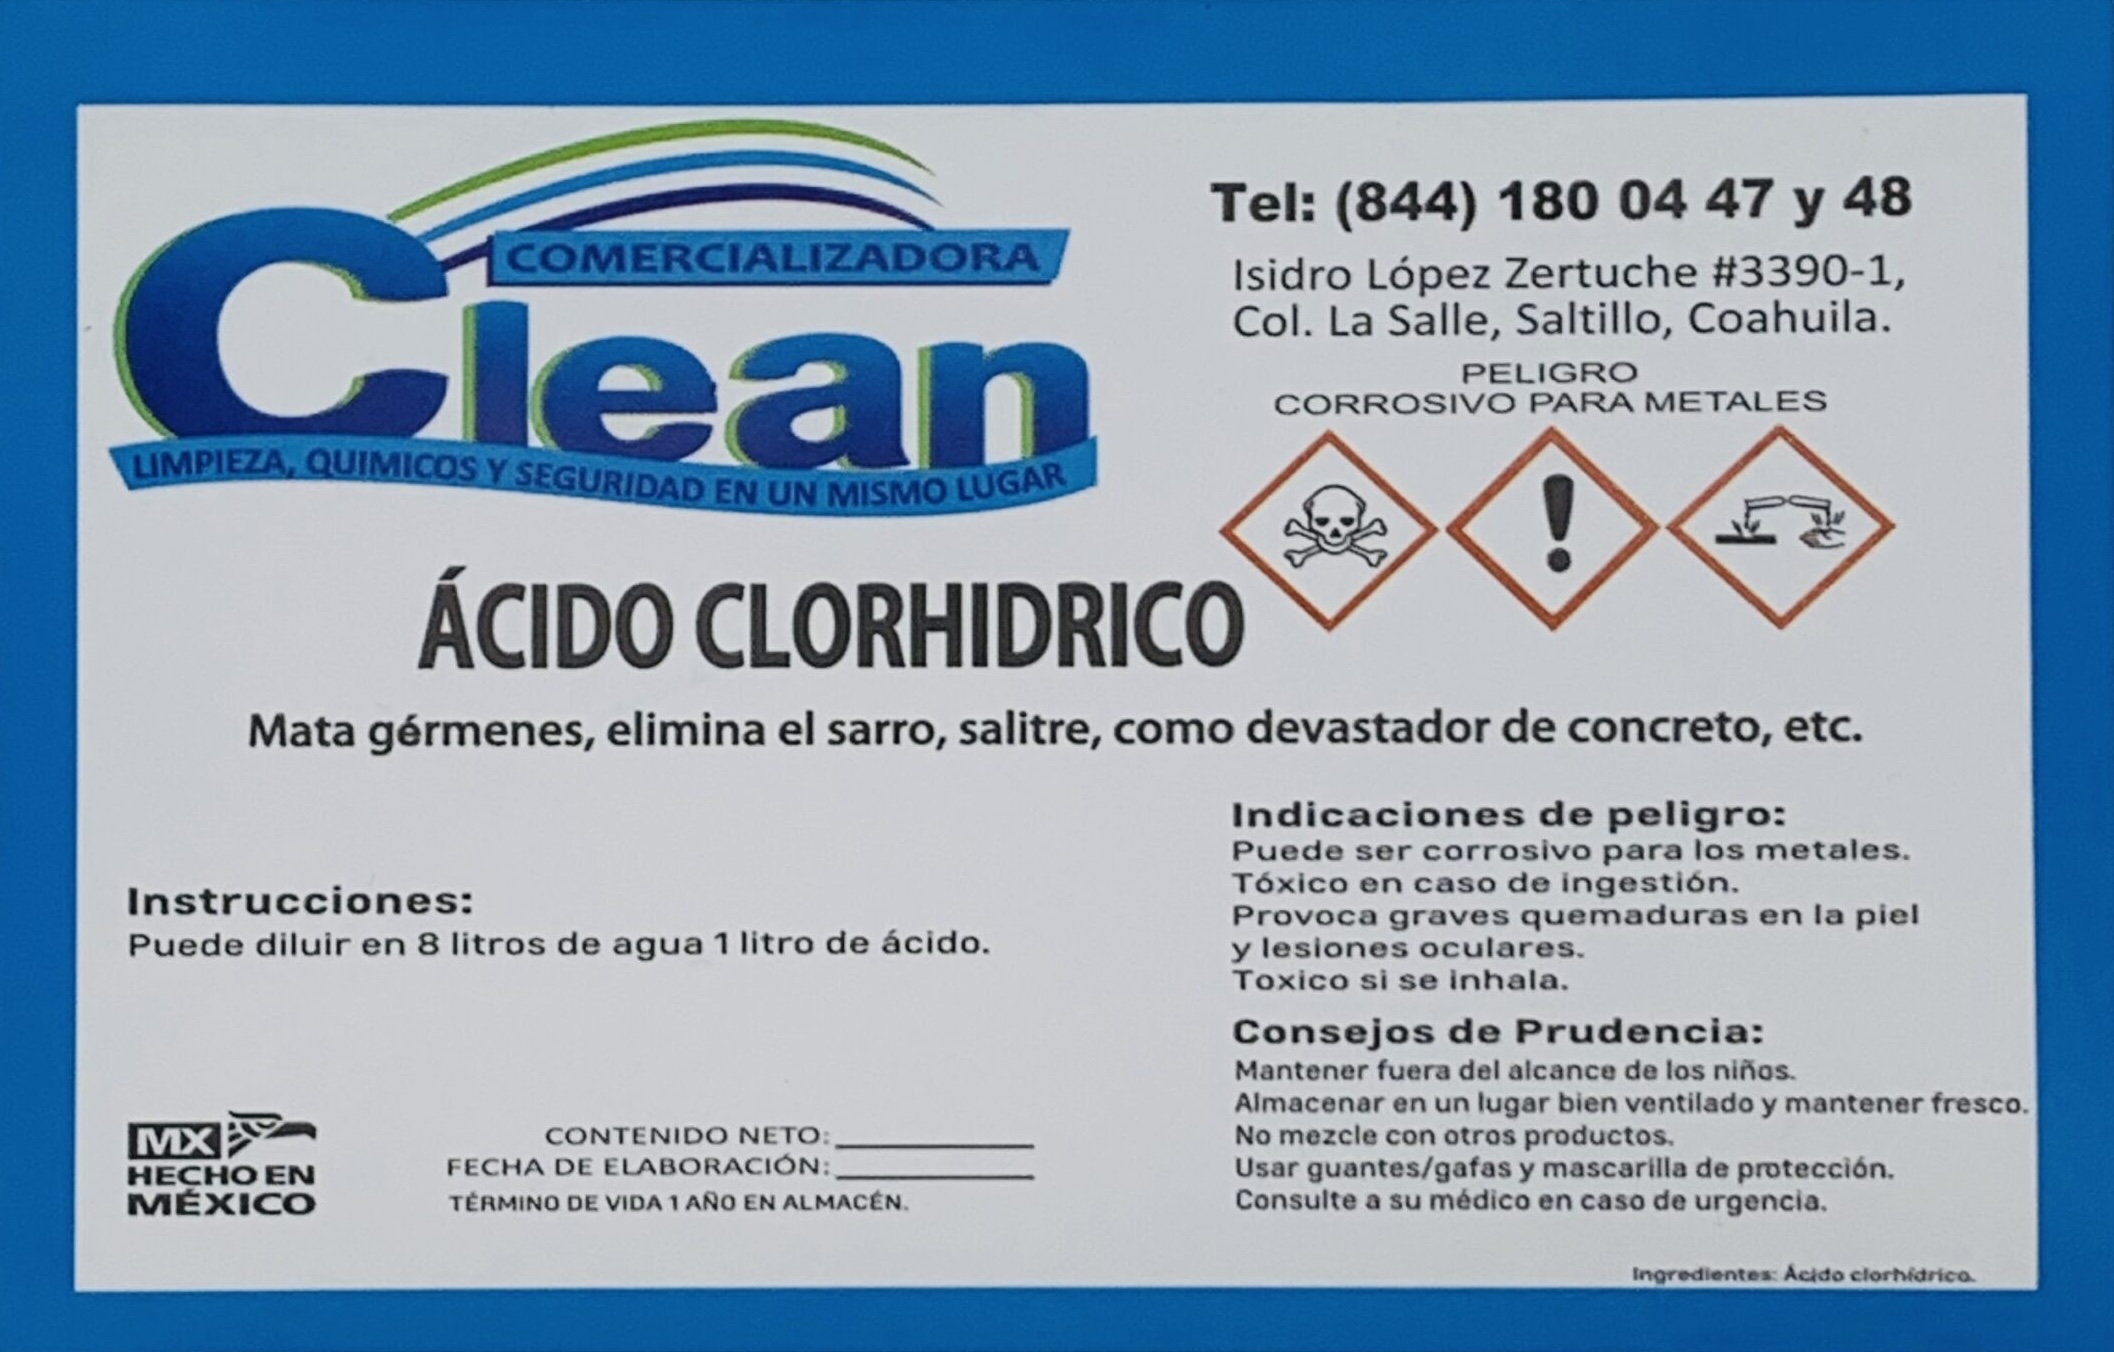 COMERCIALIZADORA
Clean
LIMPIEZA, QUIMICOS Y SEGURIDAD EN UN MISMO LUGAR
Tel: (844) 180 04 47 y 48
Isidro López Zertuche #3390-1,
Col. La Salle, Saltillo, Coahuila.
PELIGRO
CORROSIVO PARA METALES
ÁCIDO CLORHIDRICO
Mata gérmenes, elimina el sarro, salitre, como devastador de concreto, etc.
Instrucciones:
Puede diluir en 8 litros de agua 1 litro de ácido.
Indicaciones de peligro:
Puede ser corrosivo para los metales.
Tóxico en caso de ingestión.
Provoca graves quemaduras en la piel
y lesiones oculares.
Toxico si se inhala.
Consejos de Prudencia:
Mantener fuera del alcance de los niños.
Almacenar en un lugar bien ventilado y mantener fresco.
No mezcle con otros productos.
Usar guantes/gafas y mascarilla de protección.
Consulte a su médico en caso de urgencia.
MX
HECHO EN
MÉXICO
CONTENIDO NETO:
FECHA DE ELABORACIÓN:
TÉRMINO DE VIDA 1 AÑO EN ALMACÉN.
Ingredientes: Ácido clorhídrico.